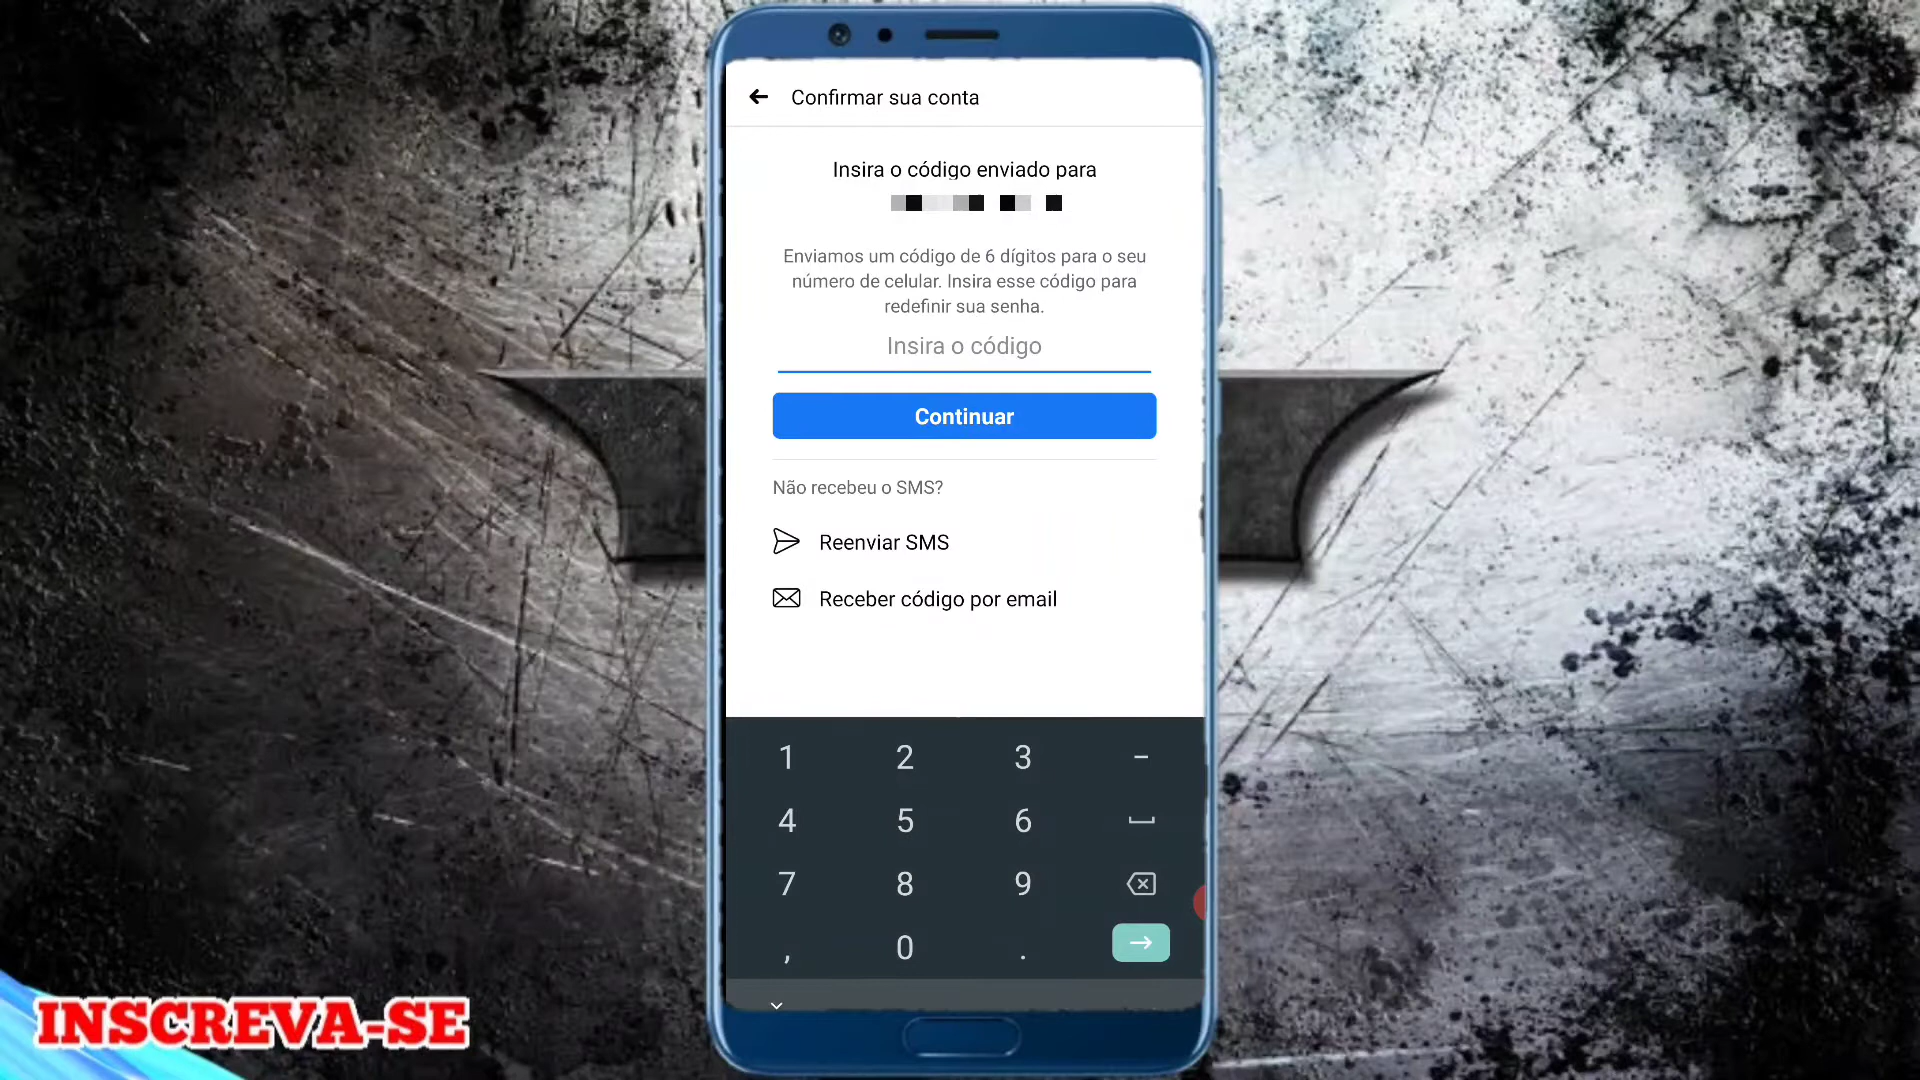 Confirmar sua conta
Insira o código enviado para
Enviamos um código de 6 dígitos para o seu
número de celular. Insira esse código para
redefinir sua senha.
Insira o código
Continuar
Não recebeu o SMS?
Reenviar SMS
Receber código por email
1 2 3 -
4 5 6
7 8 9
, 0 .
INSCREVA-SE